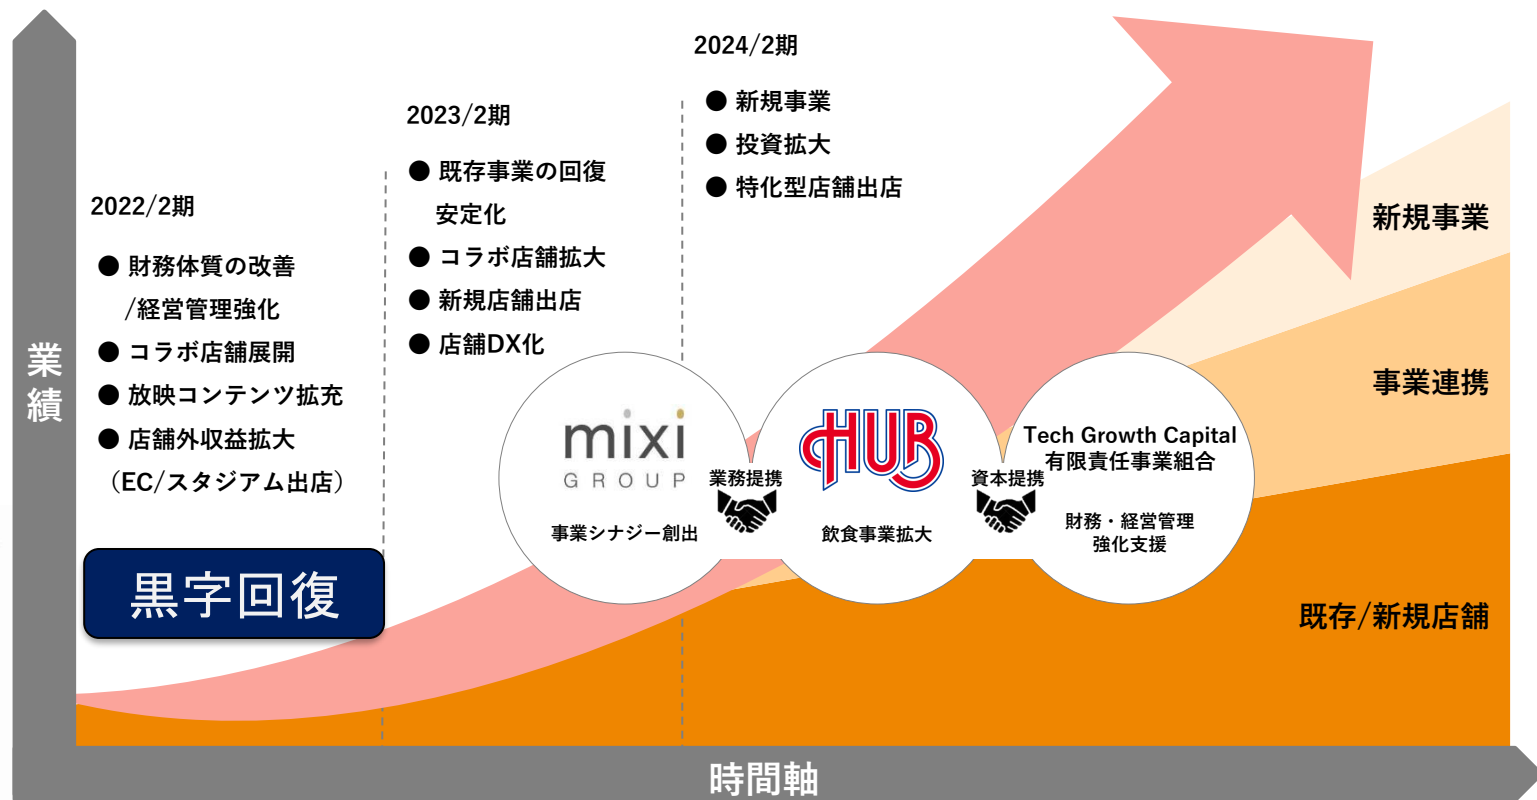 2022/2期
● 財務体質の改善
/経営管理強化
● コラボ店舗展開
● 放映コンテンツ拡充
● 店舗外収益拡大
（EC/スタジアム出店）
黒字回復
2023/2期
● 既存事業の回復
安定化
● コラボ店舗拡大
● 新規店舗出店
● 店舗DX化
2024/2期
● 新規事業
● 投資拡大
● 特化型店舗出店
mixi
GROUP
事業シナジー創出
業務提携
HUB
飲食事業拡大
資本提携
Tech Growth Capital
有限責任事業組合
財務・経営管理
強化支援
新規事業
事業連携
既存/新規店舗
業績
時間軸